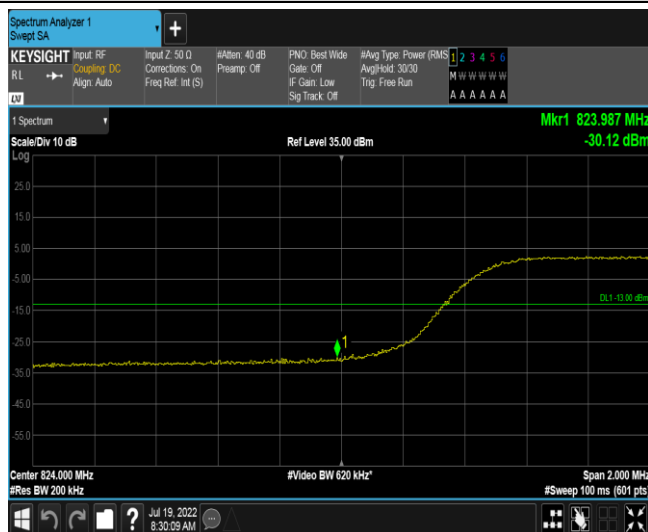 Spectrum Analyzer 1
Swept SA
KEYSIGHT
RL
LXI
Input: RF
Coupling: DC
Align: Auto
Input Z: 50 Ω
Corrections: On
Freq Ref: Int (S)
#Atten: 40 dB
Preamp: Off
PNO: Best Wide
Gate: Off
IF Gain: Low
Sig Track: Off
#Avg Type: Power (RMS
Avg|Hold: 30/30
Trig: Free Run
1 2 3 4 5 6
M W W W W W
A A A A A A
1 Spectrum
Scale/Div 10 dB
Ref Level 35.00 dBm
Mkr1 823.987 MHz
-30.12 dBm
Log
25.0
15.0
5.00
-5.00
DL1 -13.00 dBm
-15.0
-25.0
1
-35.0
-45.0
-55.0
Center 824.000 MHz
#Video BW 620 kHz*
Span 2.000 MHz
#Res BW 200 kHz
#Sweep 100 ms (601 pts)
?
Jul 19, 2022
8:30:09 AM